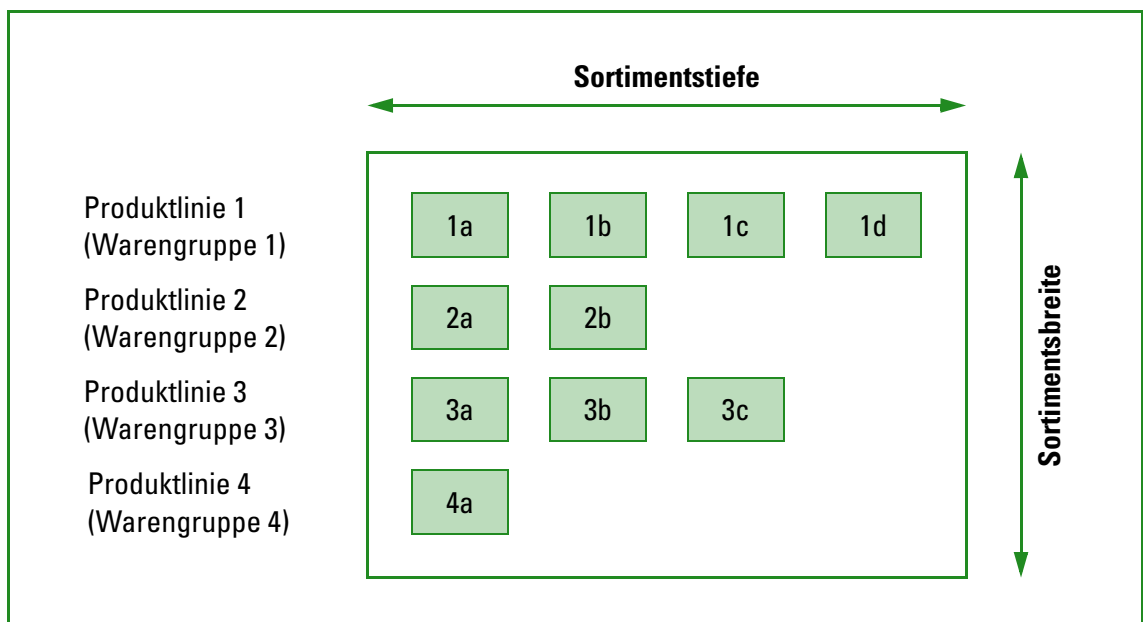 Sortimentstiefe
Produktlinie 1
(Warengruppe 1)
1a
1b
1c
1d
Produktlinie 2
(Warengruppe 2)
2a
2b
Produktlinie 3
(Warengruppe 3)
3a
3b
3c
Produktlinie 4
(Warengruppe 4)
4a
Sortimentsbreite